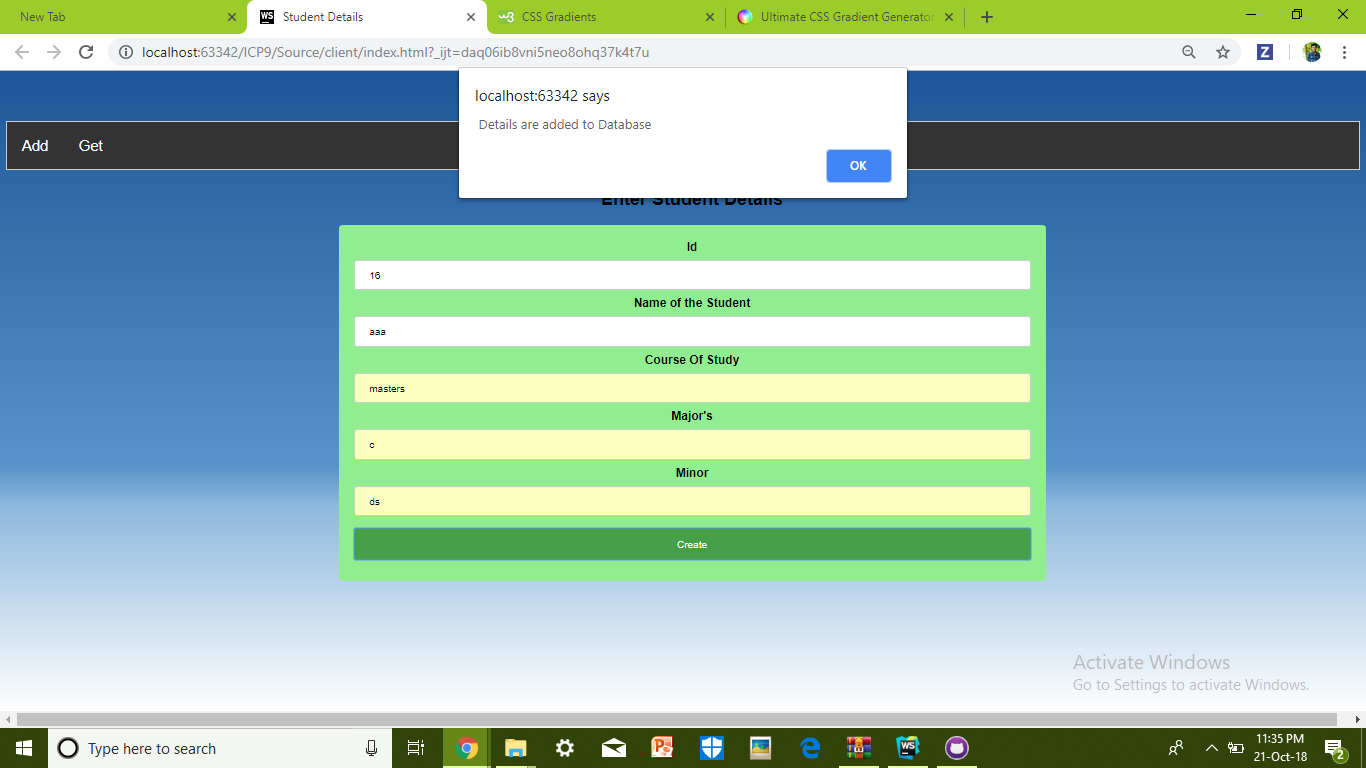 New Tab
Student Details
CSS Gradients
Ultimate CSS Gradient Generator
localhost:63342/ICP9/Source/client/index.html?_ijt=daq06ib8vni5neo8ohq37k4t7u
localhost:63342 says
Details are added to Database
OK
Add Get
Enter Student Details
Id
16
Name of the Student
aaa
Course Of Study
masters
Major's
c
Minor
ds
Create
Activate Windows
Go to Settings to activate Windows.
Type here to search
11:35 PM
21-Oct-18
2